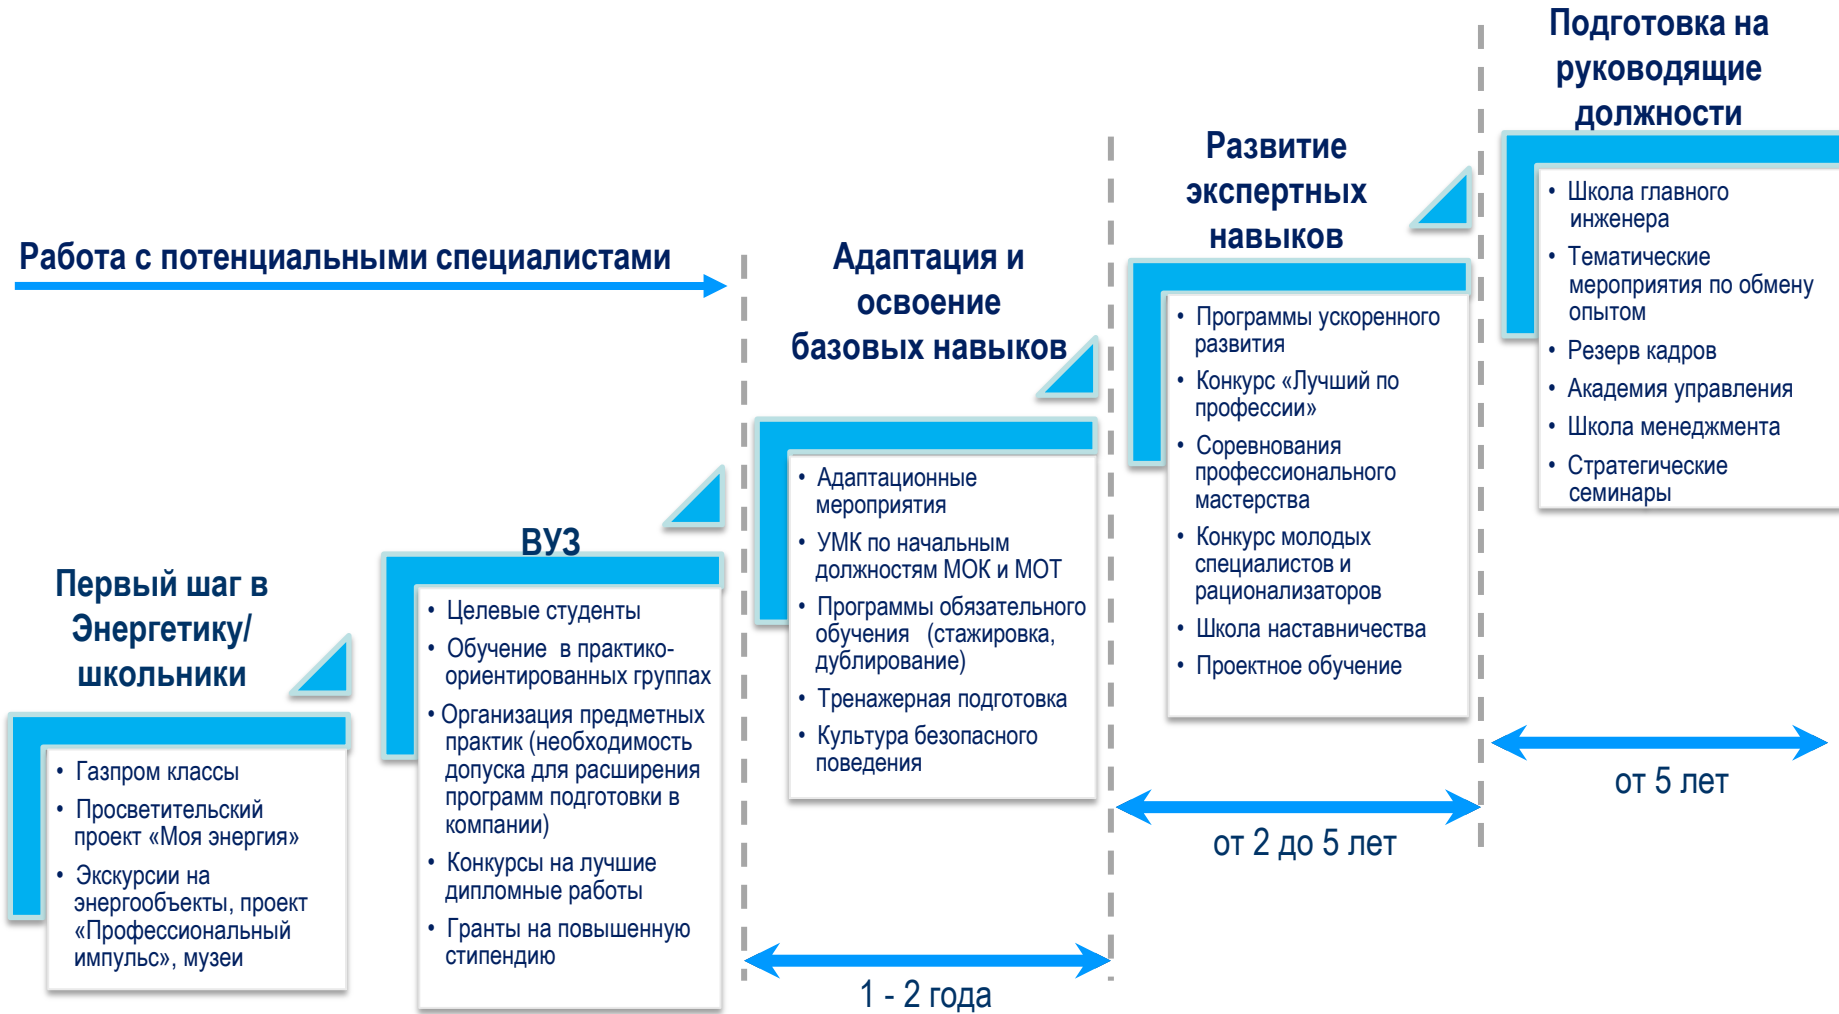 Работа с потенциальными специалистами
Первый шаг в
Энергетику/
школьники
• Газпром классы
• Просветительский
проект «Моя энергия»
• Экскурсии на
энергообъекты, проект
«Профессиональный
импульс», музеи
ВУЗ
• Целевые студенты
• Обучение в практико-
ориентированных группах
• Организация предметных
практик (необходимость
допуска для расширения
программ подготовки в
компании)
• Конкурсы на лучшие
дипломные работы
• Гранты на повышенную
стипендию
Адаптация и
освоение
базовых навыков
• Адаптационные
мероприятия
• УМК по начальным
должностям МОК и МОТ
• Программы обязательного
обучения (стажировка,
дублирование)
• Тренажерная подготовка
• Культура безопасного
поведения
1 - 2 года
Развитие
экспертных
навыков
• Программы ускоренного
развития
• Конкурс «Лучший по
профессии»
• Соревнования
профессионального
мастерства
• Конкурс молодых
специалистов и
рационализаторов
• Школа наставничества
• Проектное обучение
от 2 до 5 лет
Подготовка на
руководящие
должности
• Школа главного
инженера
• Тематические
мероприятия по обмену
опытом
• Резерв кадров
• Академия управления
• Школа менеджмента
• Стратегические
семинары
от 5 лет